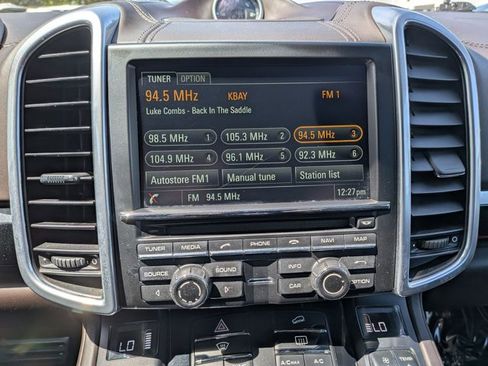 TUNER OPTION
94.5 MHz KBAY FM 1
Luke Combs - Back In The Saddle
98.5 MHz 1 105.3 MHz 2 94.5 MHz 3
104.9 MHz 4 96.1 MHz 5 92.3 MHz 6
Autostore FM1 Manual tune Station list
FM 94.5 MHz 12:27pm
TUNER MEDIA PHONE NAVI MAP
SOURCE SOUND INFO
CAR OPTION
LO LO
A/C MAX A/C TEMP